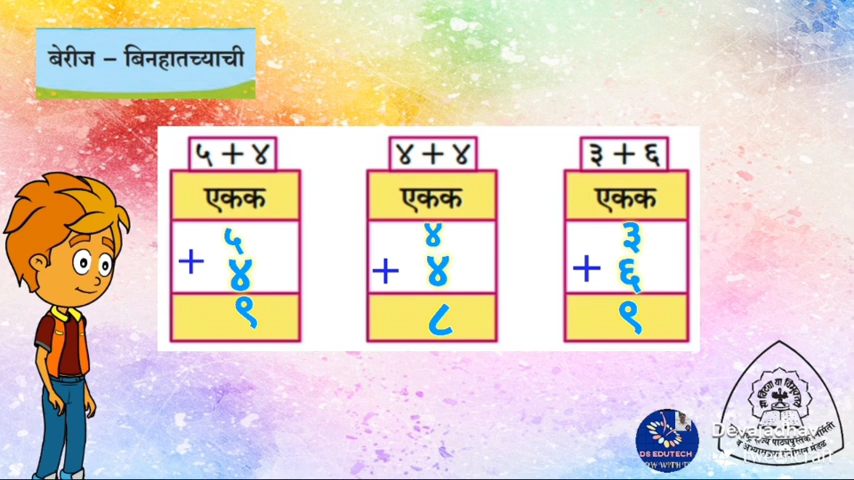 बेरीज – बिनहातच्याची
५ + ४
४ + ४
३ + ६
एकक
एकक
एकक
५
+ ४
९
४
+ ४
८
३
+ ६
९
DS EDUTECH